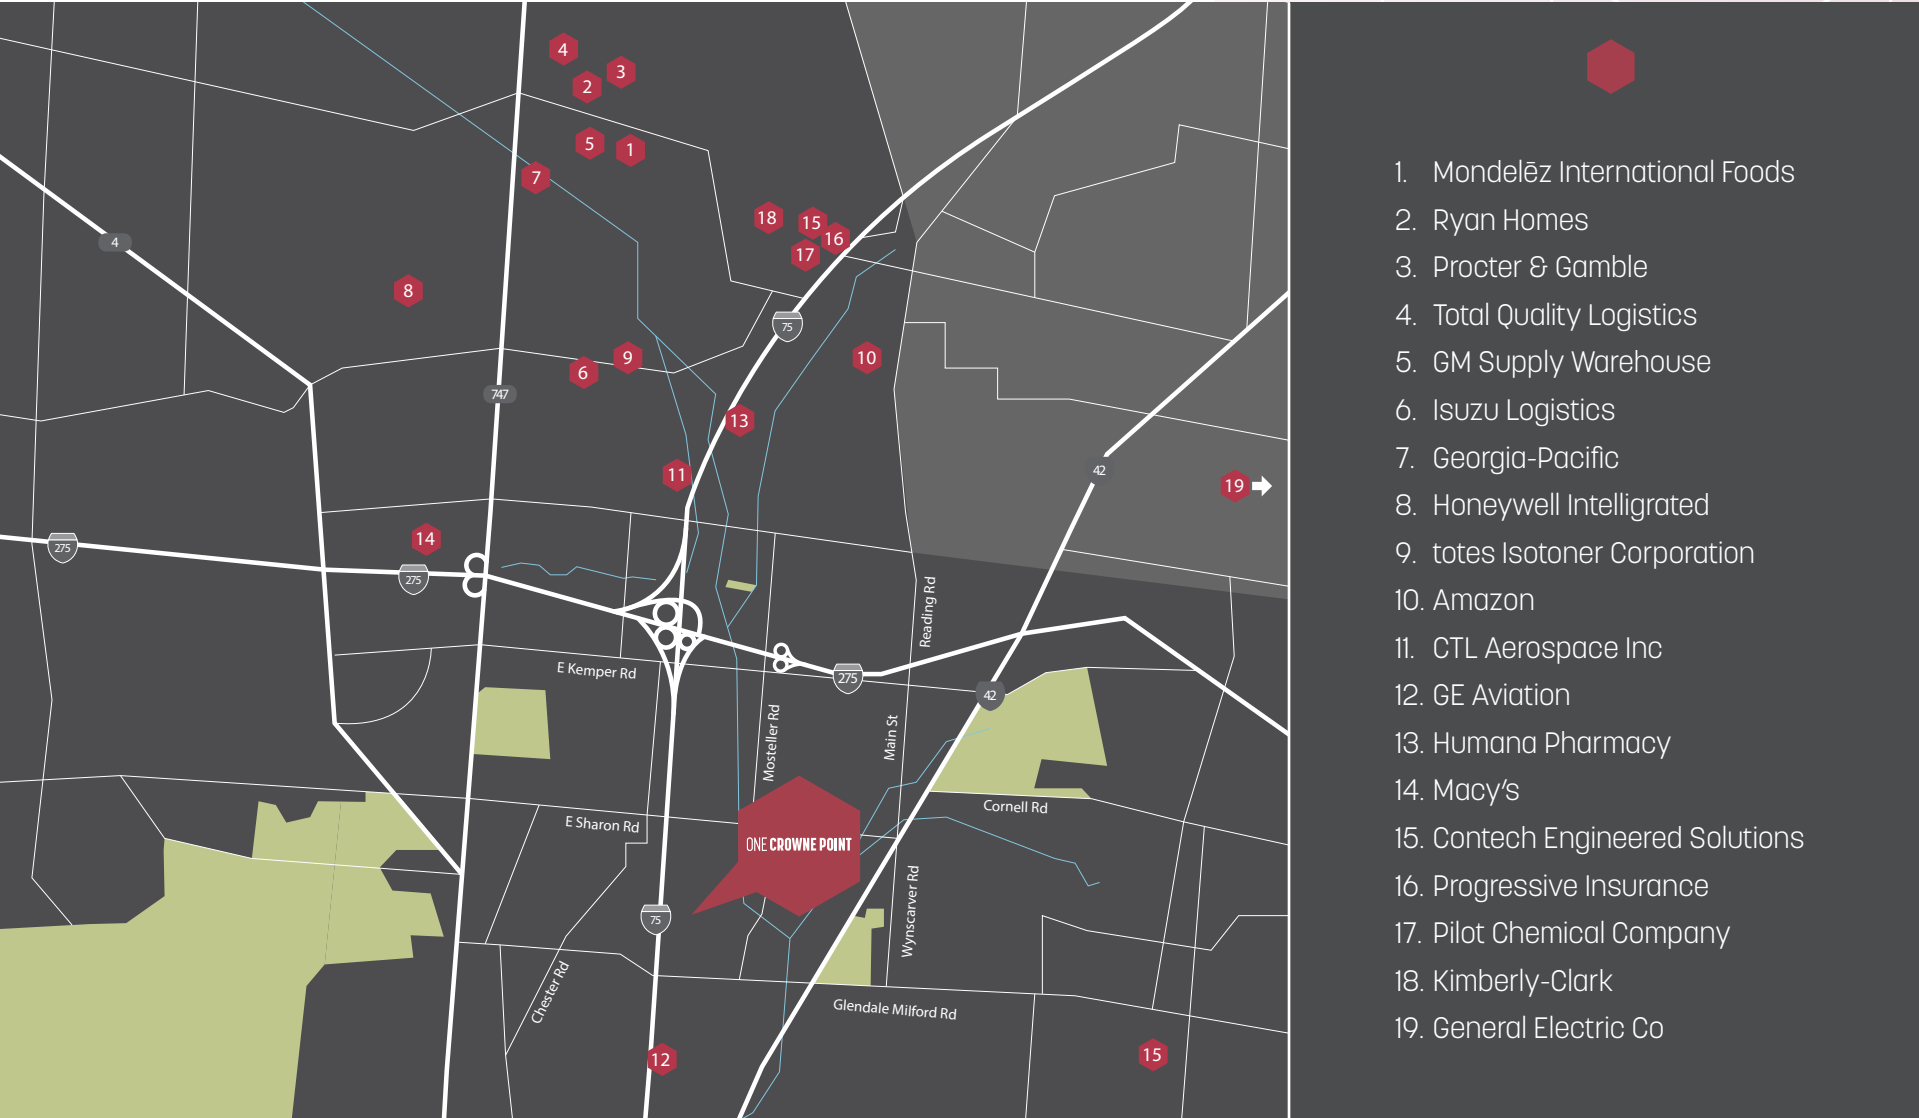 4
3
2
5
1
7
18
15
16
17
4
8
75
9
6
10
747
13
42
11
19
14
275
275
Reading Rd
E Kemper Rd
275
42
Mosteller Rd
Main St
Cornell Rd
E Sharon Rd
ONE CROWNE POINT
Wynscarver Rd
75
Chester Rd
Glendale Milford Rd
12
15
1. Mondelēz International Foods
2. Ryan Homes
3. Procter & Gamble
4. Total Quality Logistics
5. GM Supply Warehouse
6. Isuzu Logistics
7. Georgia-Pacific
8. Honeywell Intelligrated
9. totes Isotoner Corporation
10. Amazon
11. CTL Aerospace Inc
12. GE Aviation
13. Humana Pharmacy
14. Macy's
15. Contech Engineered Solutions
16. Progressive Insurance
17. Pilot Chemical Company
18. Kimberly-Clark
19. General Electric Co